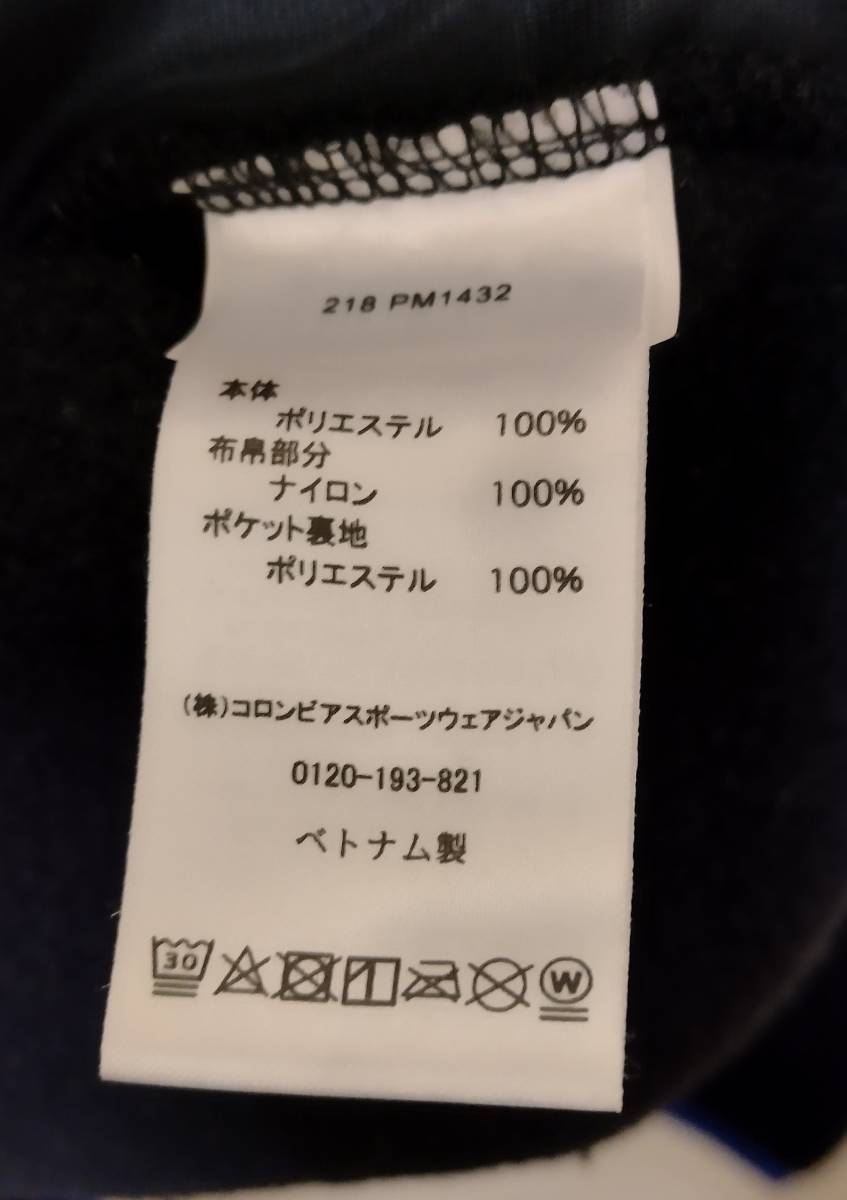 218 PM1432
本体
ポリエステル 100%
布帛部分
ナイロン 100%
ポケット裏地
ポリエステル 100%
(株)コロンビアスポーツウェアジャパン
0120-193-821
ベトナム製
30
W